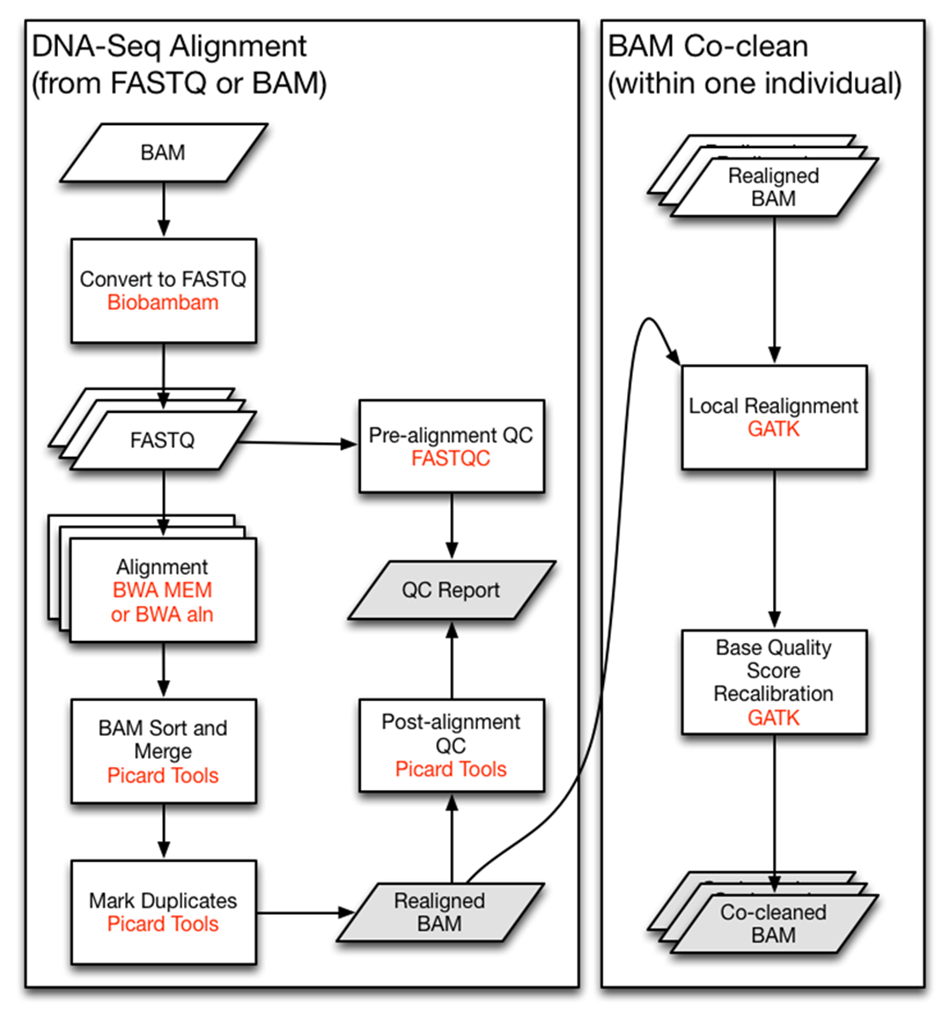 DNA-Seq Alignment
(from FASTQ or BAM)
BAM
Convert to FASTQ
Biobambam
FASTQ
Alignment
BWA MEM
or BWA aln
BAM Sort and
Merge
Picard Tools
Mark Duplicates
Picard Tools
Pre-alignment QC
FASTQC
QC Report
Post-alignment
QC
Picard Tools
Realigned
BAM
BAM Co-clean
(within one individual)
Realigned
BAM
Local Realignment
GATK
Base Quality
Score
Recalibration
GATK
Co-cleaned
BAM